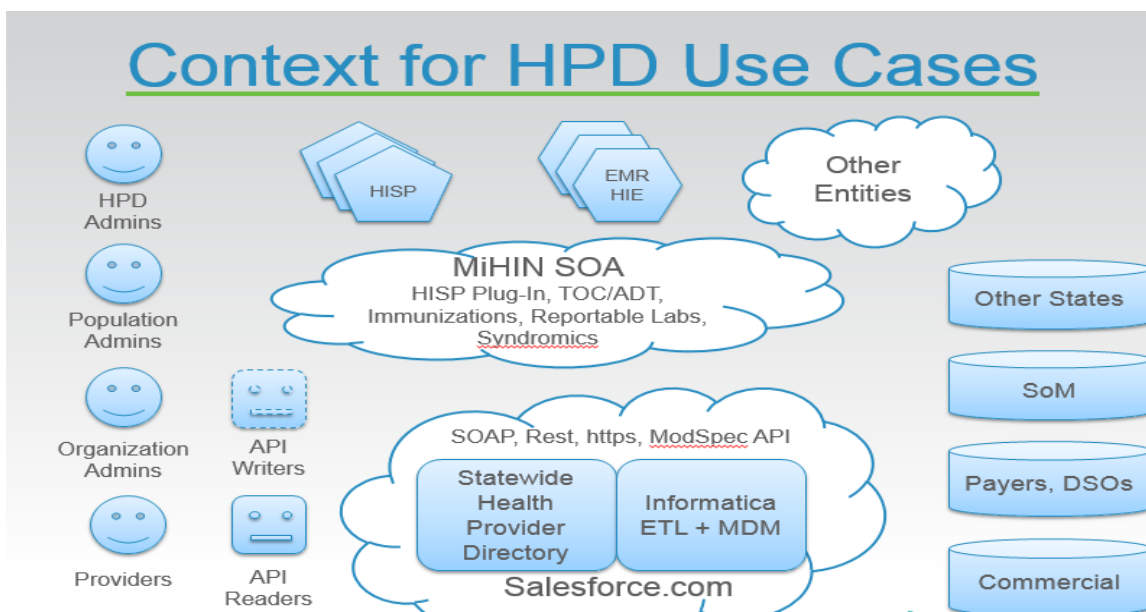 Context for HPD Use Cases
HPD
Admins
HISP
EMR
HIE
Other
Entities
Population
Admins
MiHIN SOA
HISP Plug-In, TOC/ADT,
Immunizations, Reportable Labs,
Syndromics
Other States
SoM
Organization
Admins
API
Writers
SOAP, Rest, https, ModSpec API
Statewide
Health
Provider
Directory
Informatica
ETL + MDM
Salesforce.com
Payers, DSOs
Providers
API
Readers
Commercial